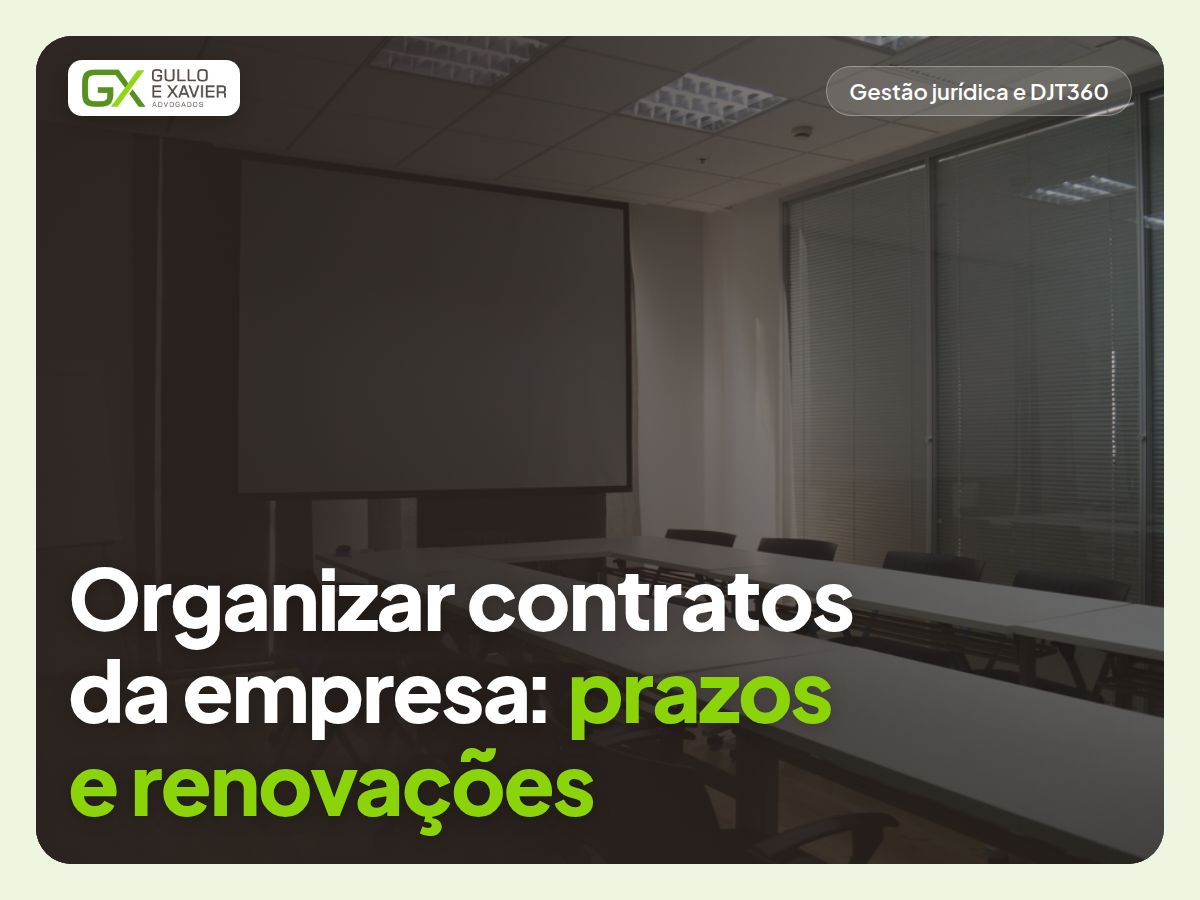 GX GULLO
E XAVIER
ADVOGADOS
Gestão jurídica e DJT360
Organizar contratos
da empresa: prazos
e renovações